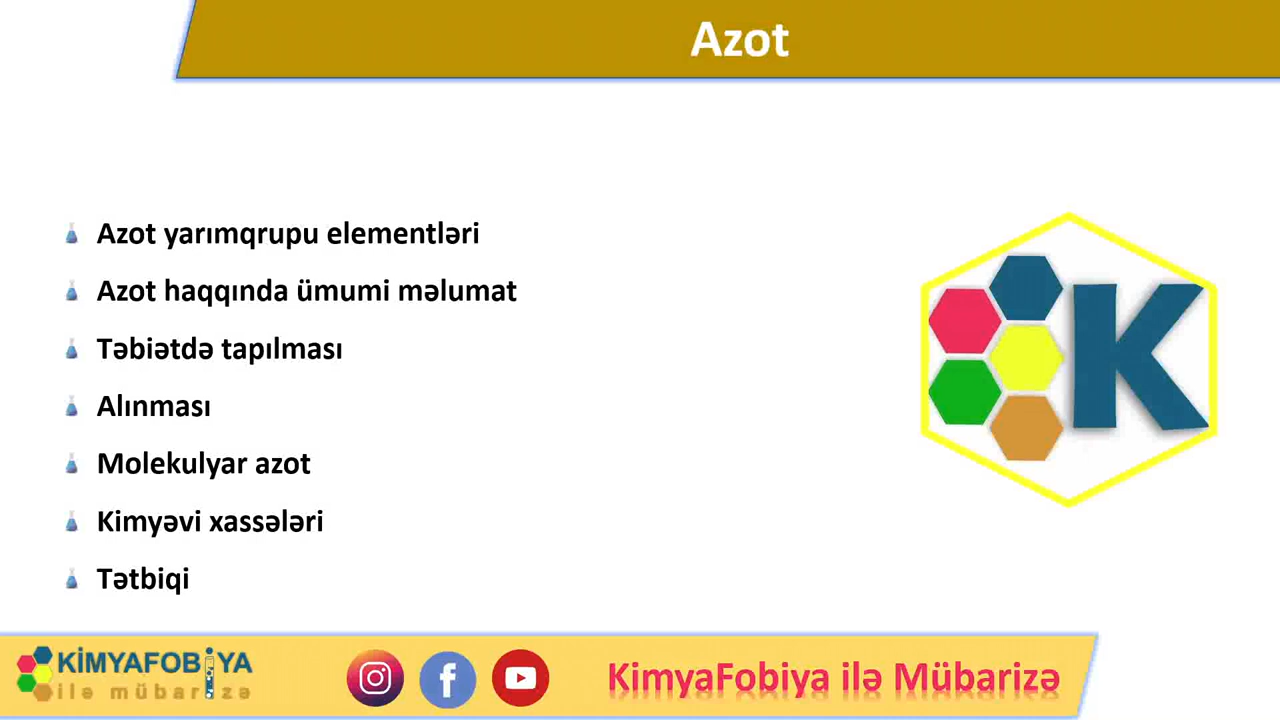 Azot
Azot yarımqrupu elementləri
Azot haqqında ümumi məlumat
Təbiətdə tapılması
Alınması
Molekulyar azot
Kimyəvi xassələri
Tətbiqi
K
KİMYAFOBİYA
ilə mübarizə
KimyaFobiya ilə Mübarizə